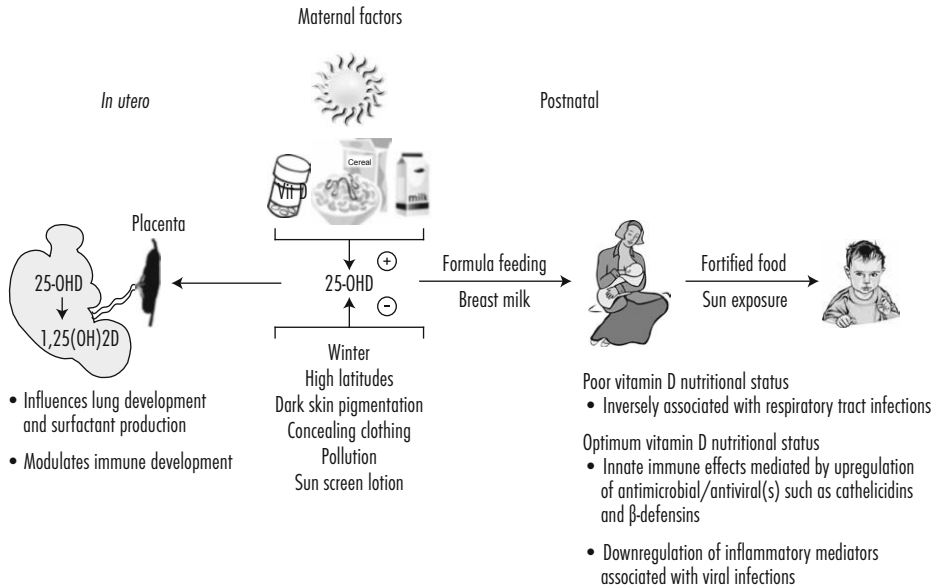 Maternal factors
In utero
Postnatal
Cereal
Vit D
milk
Placenta
25-OHD
1,25(OH)2D
25-OHD
+
−
Formula feeding
Breast milk
Fortified food
Sun exposure
Winter
High latitudes
Dark skin pigmentation
Concealing clothing
Pollution
Sun screen lotion
• Influences lung development
and surfactant production
• Modulates immune development
Poor vitamin D nutritional status
• Inversely associated with respiratory tract infections
Optimum vitamin D nutritional status
• Innate immune effects mediated by upregulation
of antimicrobial/antiviral(s) such as cathelicidins
and β-defensins
• Downregulation of inflammatory mediators
associated with viral infections